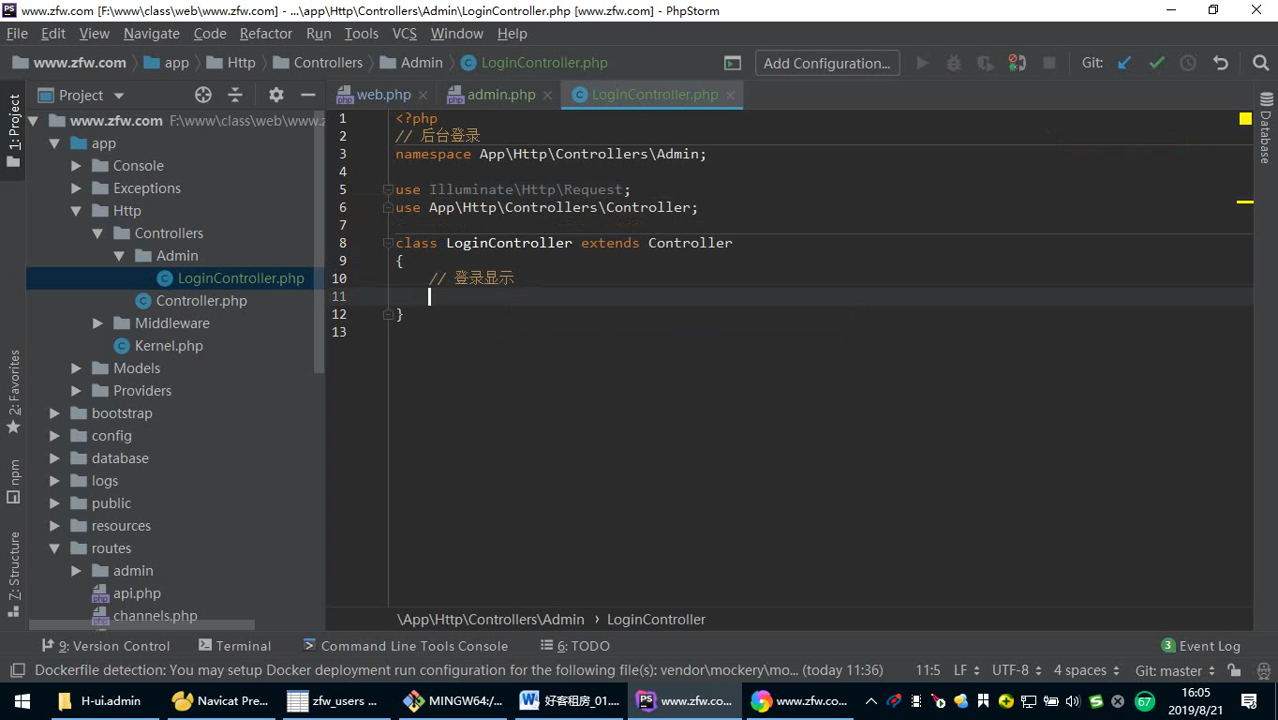 www.zfw.com [F:\www\class\web\www.zfw.com] - ...\app\Http\Controllers\Admin\LoginController.php [www.zfw.com] - PhpStorm
File Edit View Navigate Code Refactor Run Tools VCS Window Help
www.zfw.com app Http Controllers Admin LoginController.php Add Configuration... Git:
Project web.php admin.php LoginController.php
1: Project
2: Favorites
npm
7: Structure
Database
www.zfw.com F:\www\class\web\www.z
app
Console
Exceptions
Http
Controllers
Admin
LoginController.php
Controller.php
Middleware
Kernel.php
Models
Providers
bootstrap
config
database
logs
public
resources
routes
admin
api.php
channels.php
1 <?php
2 // 后台登录
3 namespace App\Http\Controllers\Admin;
4
5 use Illuminate\Http\Request;
6 use App\Http\Controllers\Controller;
7
8 class LoginController extends Controller
9 {
10 // 登录显示
11
12 }
13
\App\Http\Controllers\Admin › LoginController
9: Version Control Terminal Command Line Tools Console 6: TODO 3 Event Log
Dockerfile detection: You may setup Docker deployment run configuration for the following file(s): vendor\mockery\mo... (today 11:36) 11:5 LF UTF-8 4 spaces Git: master
H-ui.admin Navicat Pre... zfw_users ... MINGW64:/... 好客租房_01... www.zfw.co... www.zfw.co... 67 16:05
2019/8/21